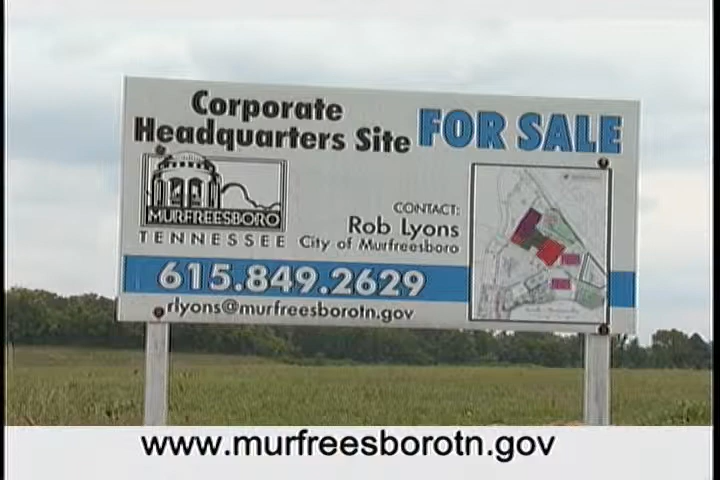 Corporate
Headquarters Site
FOR SALE
MURFREESBORO
TENNESSEE
CONTACT:
Rob Lyons
City of Murfreesboro
615.849.2629
rlyons@murfreesborotn.gov
www.murfreesborotn.gov